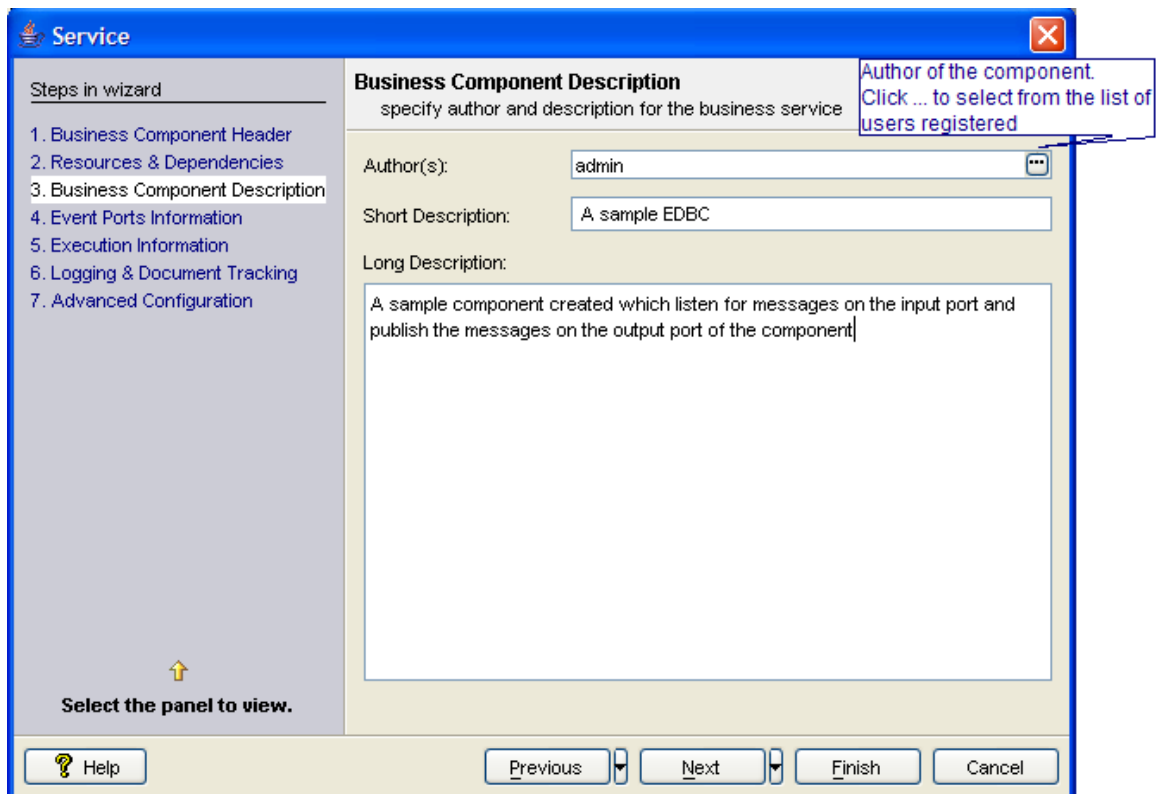 Service
Steps in wizard
1. Business Component Header
2. Resources & Dependencies
3. Business Component Description
4. Event Ports Information
5. Execution Information
6. Logging & Document Tracking
7. Advanced Configuration
Select the panel to view.
Business Component Description
specify author and description for the business service
Author of the component.
Click ... to select from the list of
users registered
Author(s):
admin
...
Short Description:
A sample EDBC
Long Description:
A sample component created which listen for messages on the input port and
publish the messages on the output port of the component
? Help
Previous
Next
Finish
Cancel